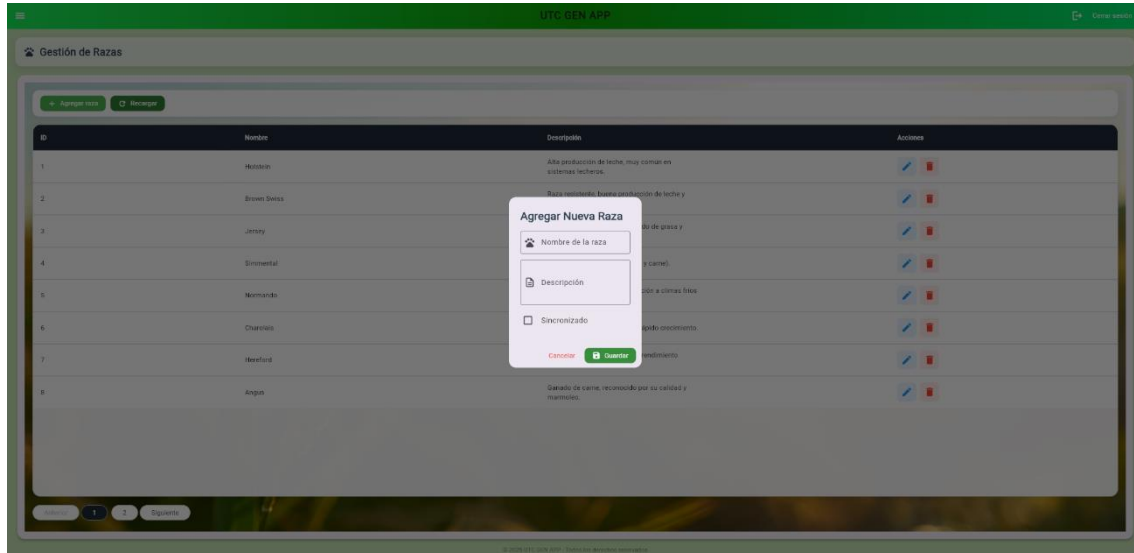 UTC GEN APP
Cerrar sesión
Gestión de Razas
+ Agregar raza
Recargar
ID Nombre Descripción Acciones
1 Holstein Alta producción de leche, muy común en
sistemas lecheros.
2 Brown Swiss Raza resistente, buena producción de leche y
3 Jersey do de grasa y
4 Simmental y carne).
5 Normando ción a climas fríos
6 Charolais ápido crecimiento.
7 Hereford rendimiento
Angus Ganado de carne, reconocido por su calidad y
marmoleo.
Agregar Nueva Raza
Nombre de la raza
Descripción
Sincronizado
Cancelar
Guardar
1 2 Siguiente